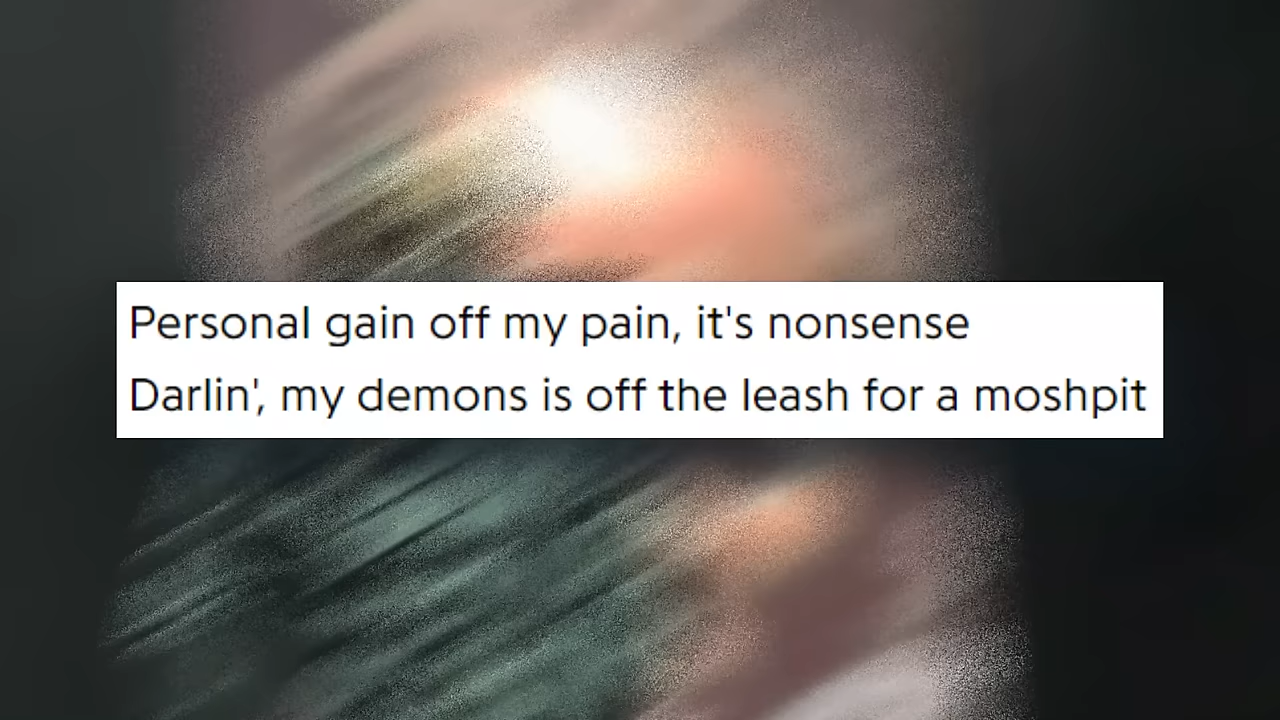 Personal gain off my pain, it's nonsense
Darlin', my demons is off the leash for a moshpit